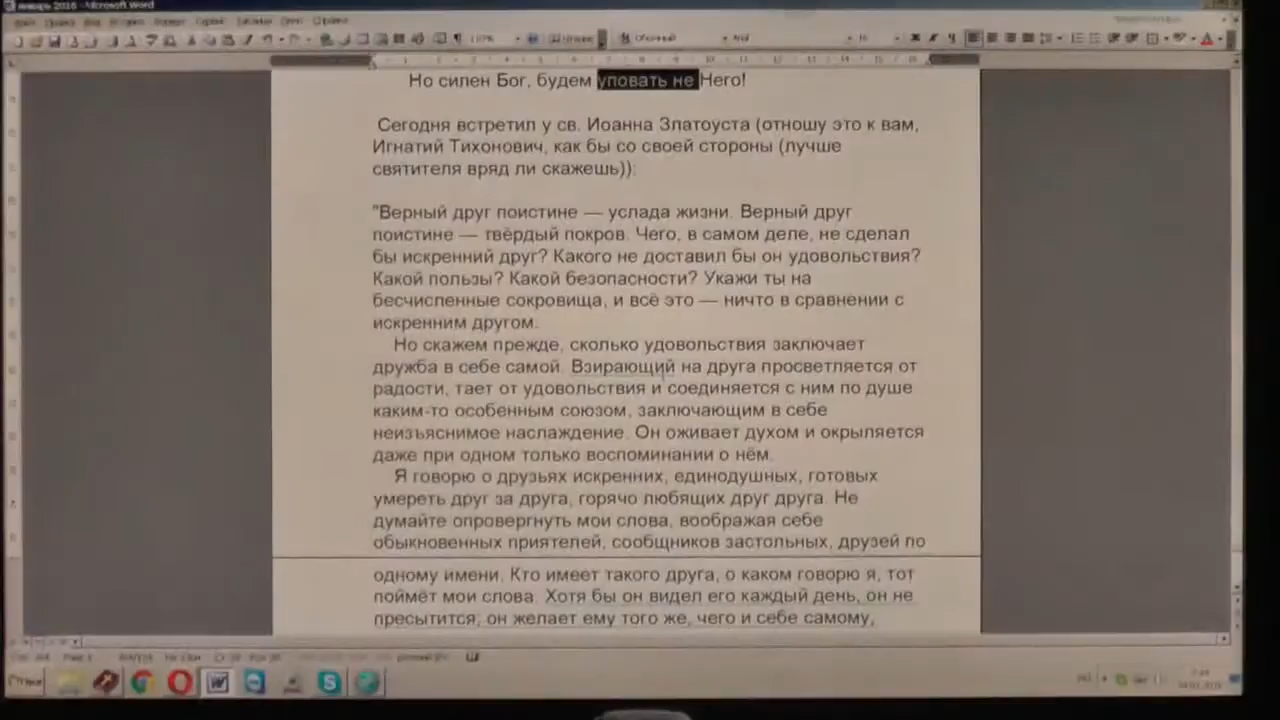 январь 2016 - Microsoft Word
Но силен Бог, будем уповать не Него!
Сегодня встретил у св. Иоанна Златоуста (отношу это к вам,
Игнатий Тихонович, как бы со своей стороны (лучше
святителя вряд ли скажешь)):
"Верный друг поистине — услада жизни. Верный друг
поистине — твёрдый покров. Чего, в самом деле, не сделал
бы искренний друг? Какого не доставил бы он удовольствия?
Какой пользы? Какой безопасности? Укажи ты на
бесчисленные сокровища, и всё это — ничто в сравнении с
искренним другом.
Но скажем прежде, сколько удовольствия заключает
дружба в себе самой. Взирающий на друга просветляется от
радости, тает от удовольствия и соединяется с ним по душе
каким-то особенным союзом, заключающим в себе
неизъяснимое наслаждение. Он оживает духом и окрыляется
даже при одном только воспоминании о нём.
Я говорю о друзьях искренних, единодушных, готовых
умереть друг за друга, горячо любящих друг друга. Не
думайте опровергнуть мои слова, воображая себе
обыкновенных приятелей, сообщников застольных, друзей по
одному имени. Кто имеет такого друга, о каком говорю я, тот
поймёт мои слова. Хотя бы он видел его каждый день, он не
пресытится; он желает ему того же, чего и себе самому,